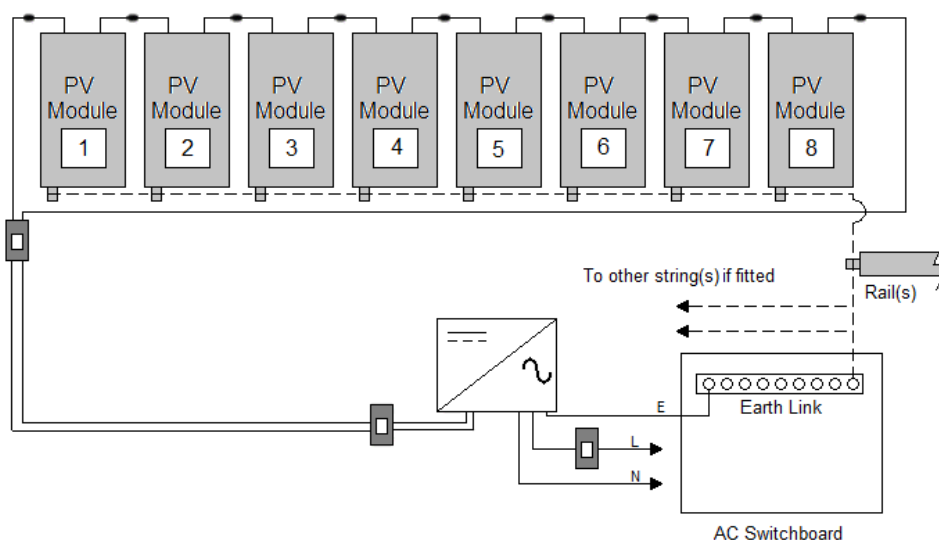 PV
Module
1
PV
Module
2
PV
Module
3
PV
Module
4
PV
Module
5
PV
Module
6
PV
Module
7
PV
Module
8
To other string(s) if fitted
Rail(s)
Earth Link
E
L
N
AC Switchboard